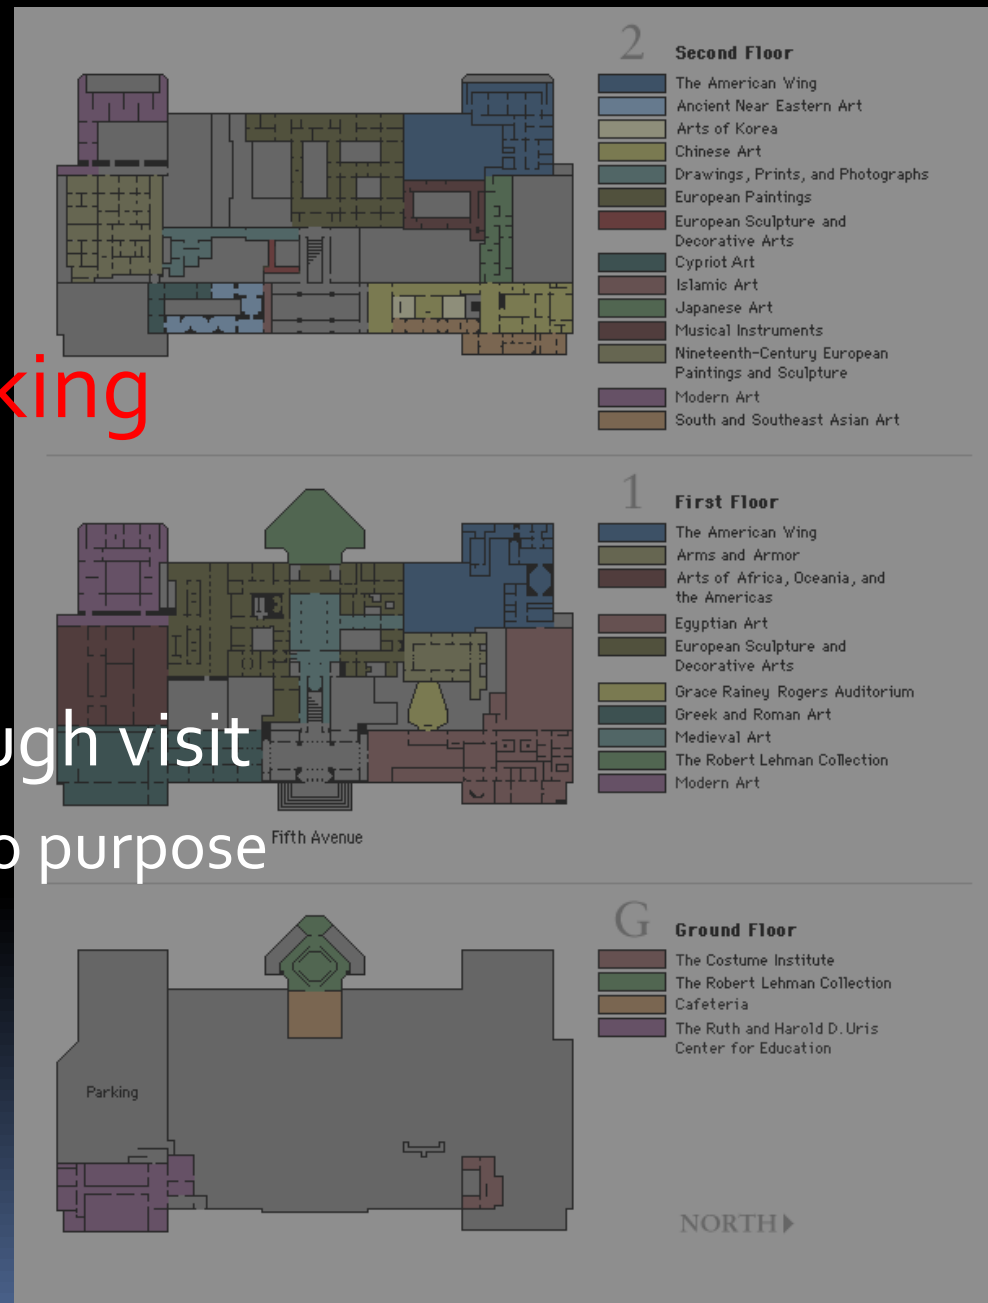 2 Second Floor
The American Wing
Ancient Near Eastern Art
Arts of Korea
Chinese Art
Drawings, Prints, and Photographs
European Paintings
European Sculpture and
Decorative Arts
Cypriot Art
Islamic Art
Japanese Art
Musical Instruments
Nineteenth-Century European
Paintings and Sculpture
Modern Art
South and Southeast Asian Art
king
1 First Floor
The American Wing
Arms and Armor
Arts of Africa, Oceania, and
the Americas
Egyptian Art
European Sculpture and
Decorative Arts
Grace Rainey Rogers Auditorium
Greek and Roman Art
Medieval Art
The Robert Lehman Collection
Modern Art
ugh visit
o purpose
Fifth Avenue
G Ground Floor
The Costume Institute
The Robert Lehman Collection
Cafeteria
The Ruth and Harold D. Uris
Center for Education
Parking
NORTH